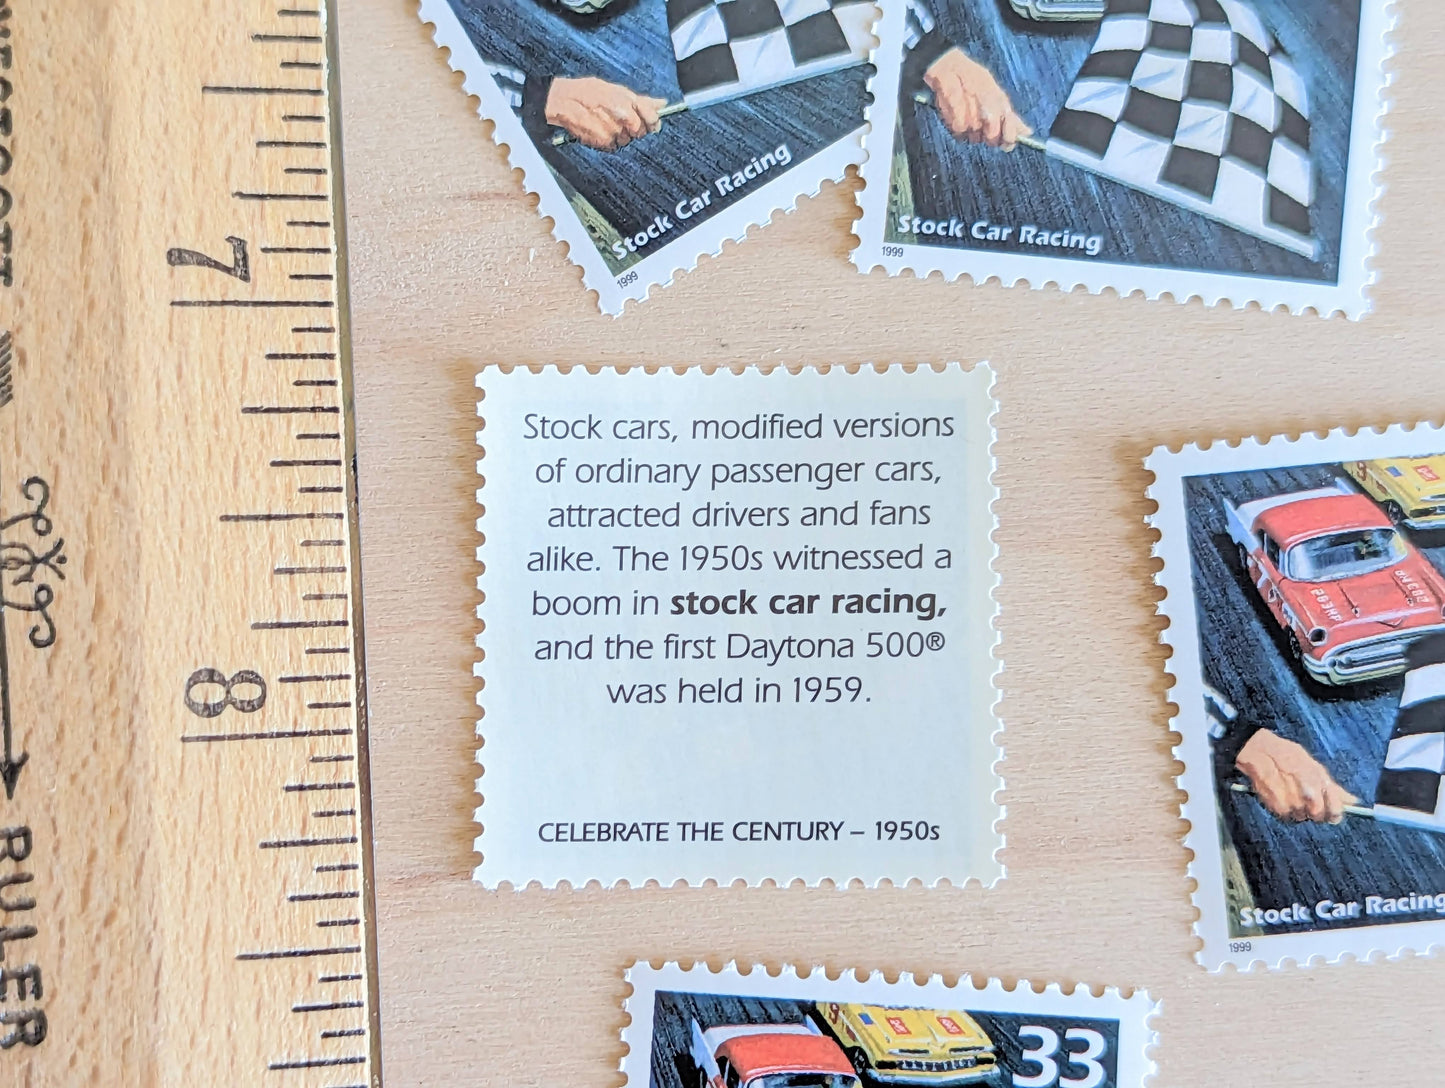 Stock Car Racing
1999
Stock Car Racing
1999
7
8
RULER
Stock cars, modified versions
of ordinary passenger cars,
attracted drivers and fans
alike. The 1950s witnessed a
boom in stock car racing,
and the first Daytona 500®
was held in 1959.
CELEBRATE THE CENTURY – 1950s
Stock Car Racing
1999
33